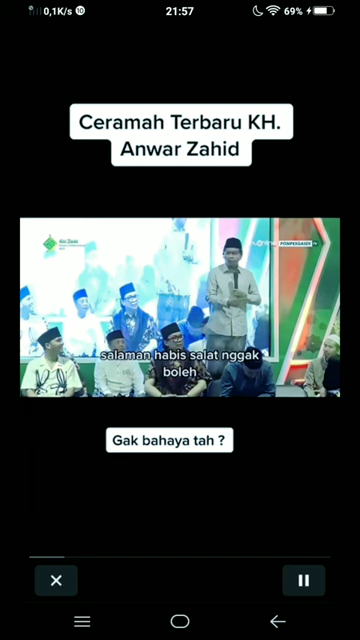 0,1K/s
21:57
69%
Ceramah Terbaru KH.
Anwar Zahid
salaman habis salat nggak
boleh
Gak bahaya tah ?